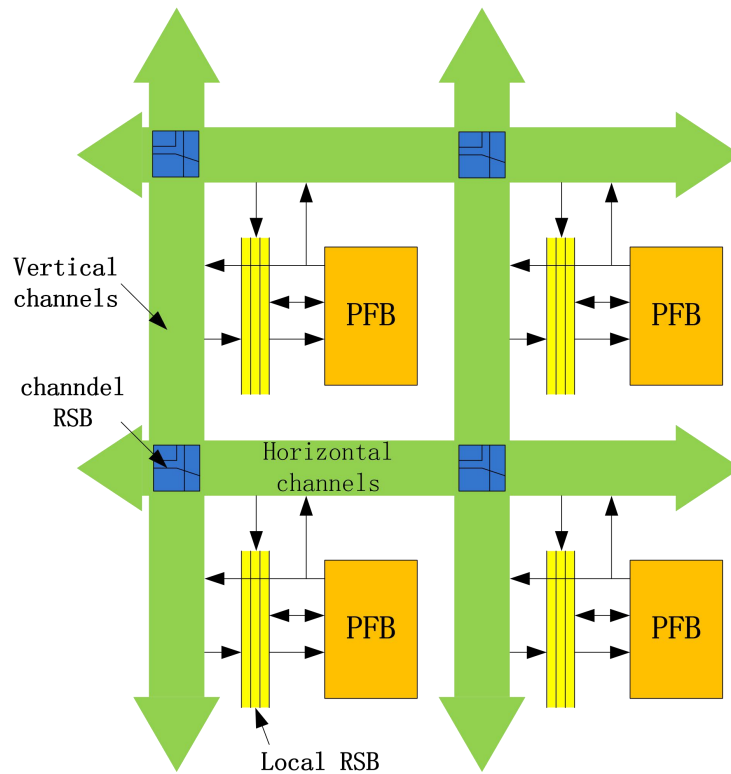 Vertical
channels
PFB
PFB
channdel
RSB
Horizontal
channels
PFB
PFB
Local RSB